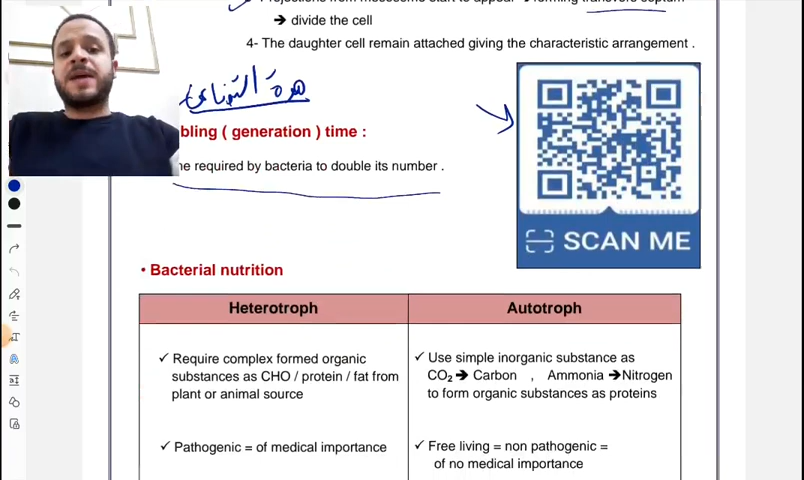 → divide the cell
4- The daughter cell remain attached giving the characteristic arrangement .
bling ( generation ) time :
ne required by bacteria to double its number .
SCAN ME
• Bacterial nutrition
Heterotroph
Autotroph
✓ Require complex formed organic
substances as CHO / protein / fat from
plant or animal source
✓ Use simple inorganic substance as
CO₂ → Carbon , Ammonia → Nitrogen
to form organic substances as proteins
✓ Pathogenic = of medical importance
✓ Free living = non pathogenic =
of no medical importance